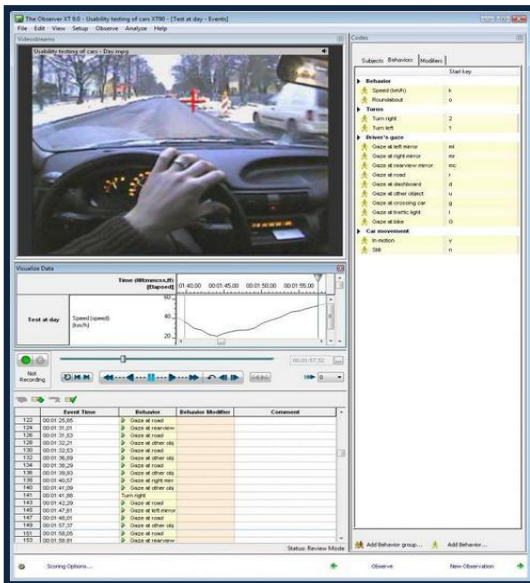 The Observer XT 9.0 - Usability testing of cars XT90 - [Test at day - Events]
File Edit View Setup Observe Analyze Help
Videostreams
Usability testing of cars - Day.mpg
Codes
Subjects Behaviors Modifiers
Start key
Behavior
Speed (km/h) k
Roundabout o
Turns
Turn right 2
Turn left 1
Driver's gaze
Gaze at left mirror ml
Gaze at right mirror mr
Gaze at rearview mirror mc
Gaze at road r
Gaze at dashboard d
Gaze at other object u
Gaze at crossing car g
Gaze at traffic light l
Gaze at bike
Car movement
In motion v
Still n
Add Behavior group... Add Behavior...
Visualize Data
Time
[Elapsed]
01:40,00 00:01:45,00 00:01:50,00 00:01:55,00
Test at day
Speed (speed)
[km/h]
60
40
20
Not
Recording
00:01:57,52
0
Event Time Behavior Behavior Modifier Comment
122 00:01:25,85 Gaze at road
124 00:01:31,01 Gaze at rearview
126 00:01:31,53 Gaze at road
128 00:01:32,21 Gaze at other obj
130 00:01:32,53 Gaze at road
132 00:01:36,89 Gaze at other obj
134 00:01:38,29 Gaze at road
136 00:01:39,93 Gaze at other obj
138 00:01:40,57 Gaze at right mirr
140 00:01:41,09 Gaze at other obj
141 00:01:41,86 Turn right
143 00:01:42,29 Gaze at road
145 00:01:47,81 Gaze at left mirror
147 00:01:48,01 Gaze at road
149 00:01:57,37 Gaze at other obj
151 00:01:58,05 Gaze at road
153 00:01:58,81 Gaze at rearview
Status: Review Mode
Scoring Options... Observe New Observation